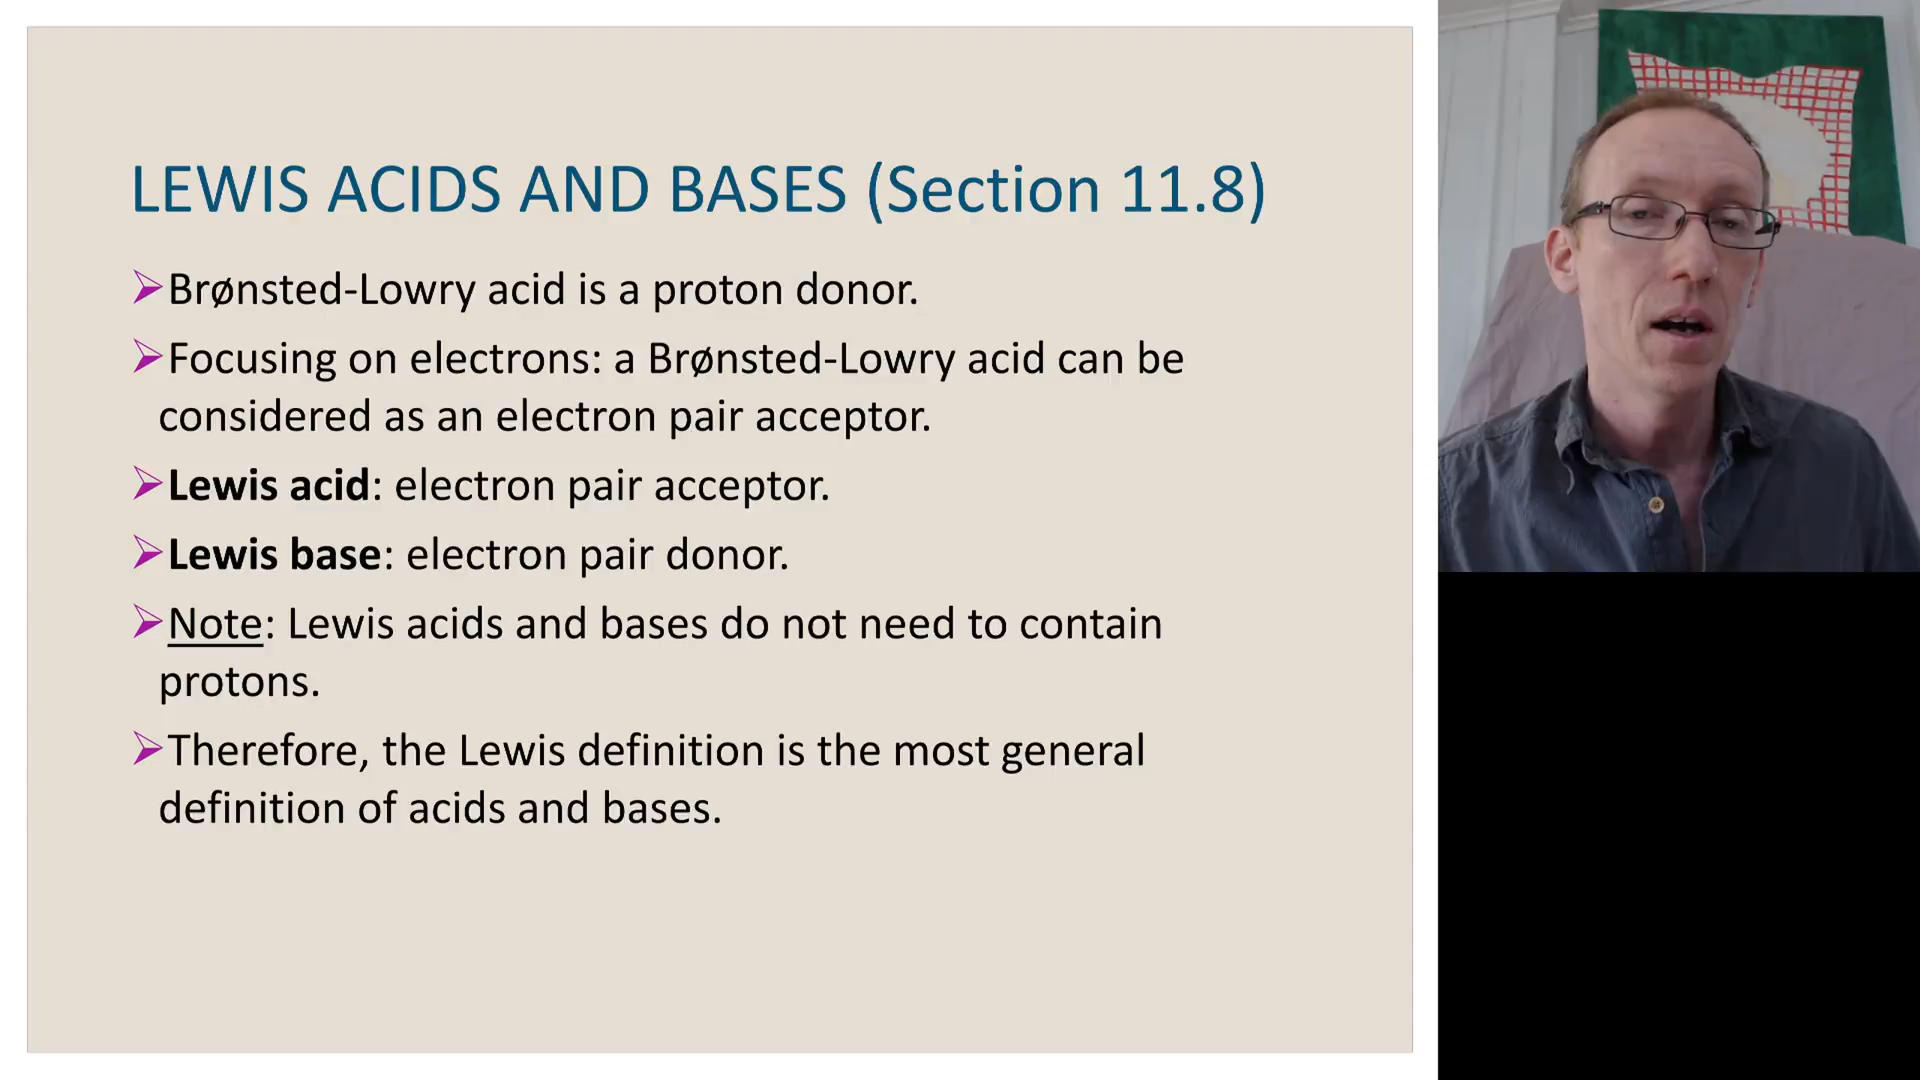 LEWIS ACIDS AND BASES (Section 11.8)
Brønsted-Lowry acid is a proton donor.
Focusing on electrons: a Brønsted-Lowry acid can be
considered as an electron pair acceptor.
Lewis acid: electron pair acceptor.
Lewis base: electron pair donor.
Note: Lewis acids and bases do not need to contain
protons.
Therefore, the Lewis definition is the most general
definition of acids and bases.